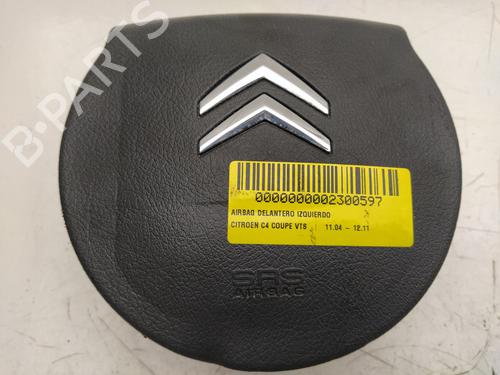 B-PARTS
0000000002300597
AIRBAG DELANTERO IZQUIERDO
CITROEN C4 COUPE VTS 11.04 - 12.11
SRS
AIRBAG